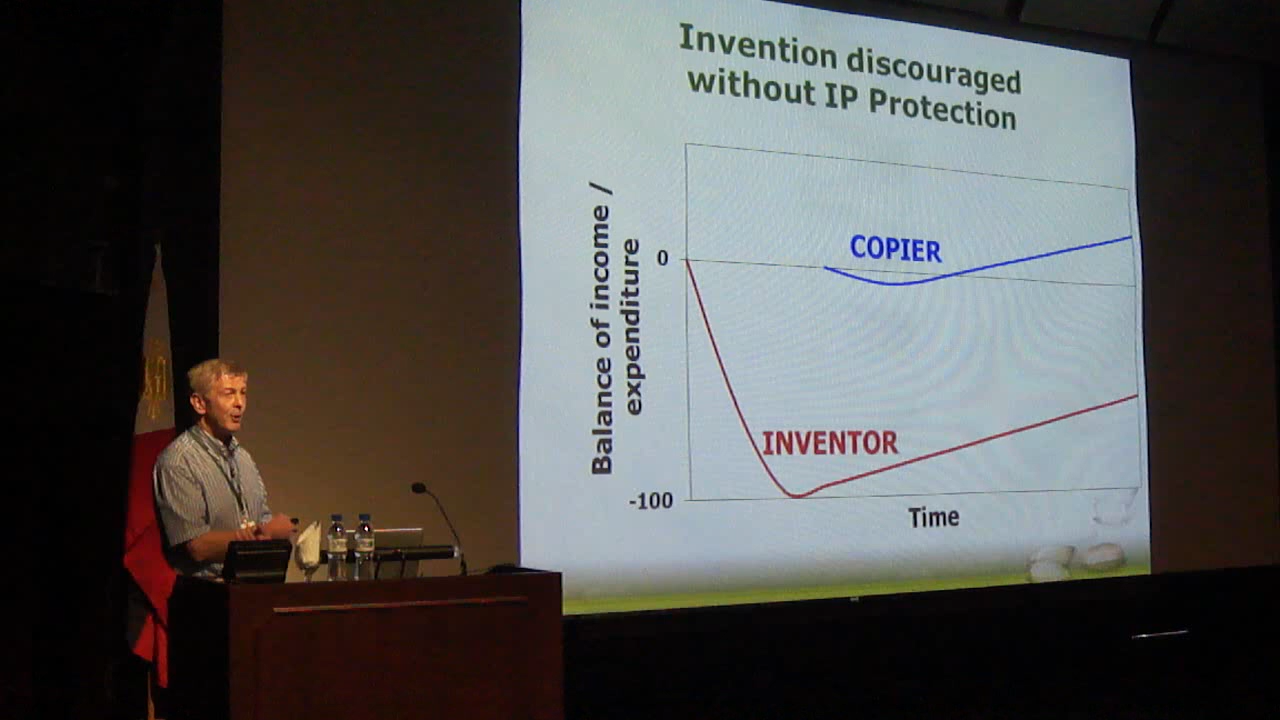 Invention discouraged
without IP Protection
Balance of income /
expenditure
0
COPIER
INVENTOR
-100
Time